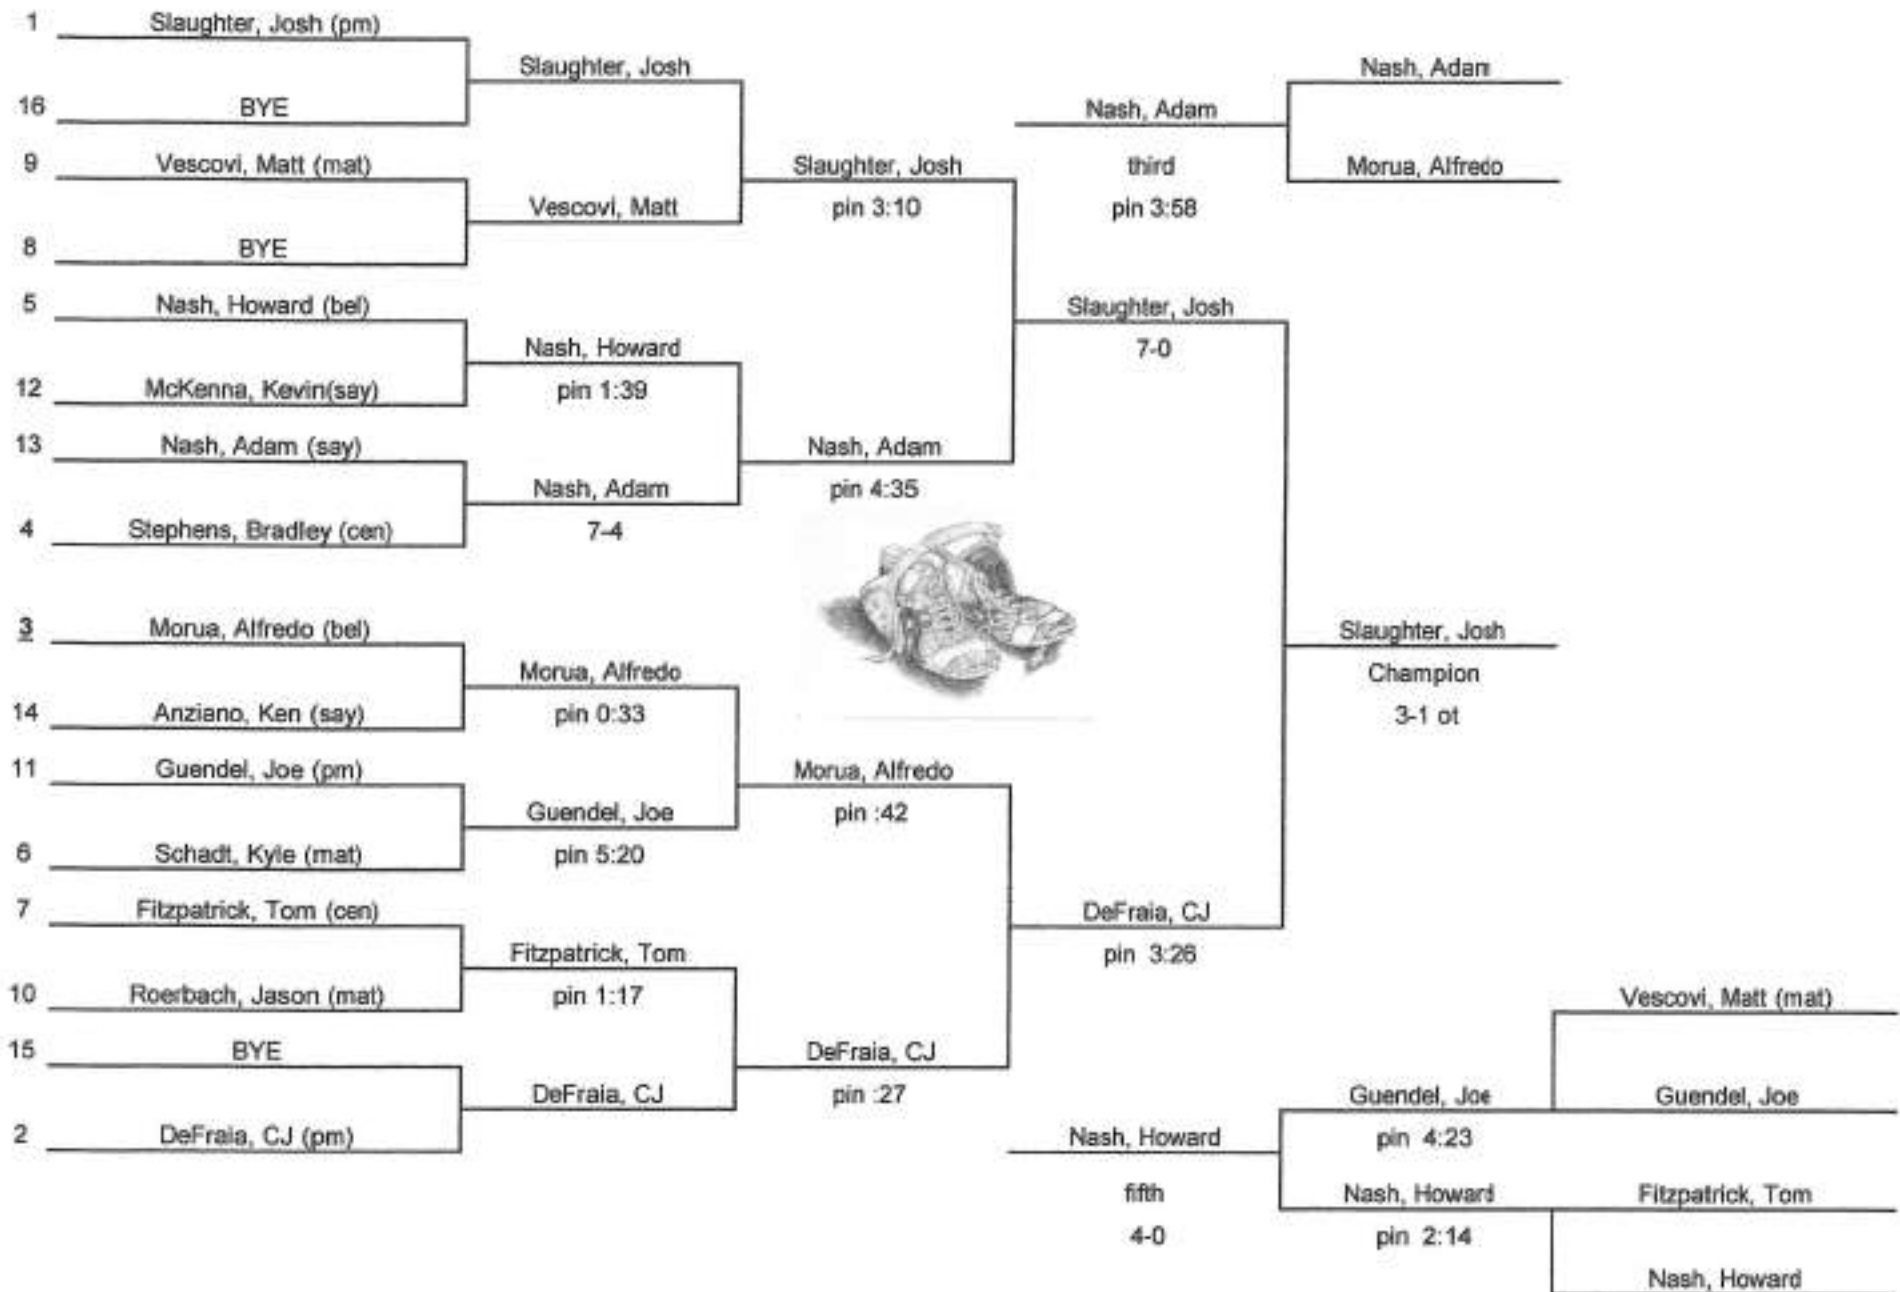 1 Slaughter, Josh (pm)
16 BYE
9 Vescovi, Matt (mat)
8 BYE
5 Nash, Howard (bel)
12 McKenna, Kevin(say)
13 Nash, Adam (say)
4 Stephens, Bradley (cen)
3 Morua, Alfredo (bel)
14 Anziano, Ken (say)
11 Guendel, Joe (pm)
6 Schadt, Kyle (mat)
7 Fitzpatrick, Tom (cen)
10 Roerbach, Jason (mat)
15 BYE
2 DeFraia, CJ (pm)
Slaughter, Josh
Vescovi, Matt
Nash, Howard
pin 1:39
Nash, Adam
7-4
Morua, Alfredo
pin 0:33
Guendel, Joe
pin 5:20
Fitzpatrick, Tom
pin 1:17
DeFraia, CJ
Slaughter, Josh
pin 3:10
Nash, Adam
pin 4:35
Morua, Alfredo
pin :42
DeFraia, CJ
pin :27
Slaughter, Josh
7-0
DeFraia, CJ
pin 3:26
Slaughter, Josh
Champion
3-1 ot
Nash, Adam
Morua, Alfredo
Nash, Adam
third
pin 3:58
Vescovi, Matt (mat)
Guendel, Joe
Fitzpatrick, Tom
Nash, Howard
Guendel, Joe
pin 4:23
Nash, Howard
pin 2:14
Nash, Howard
fifth
4-0